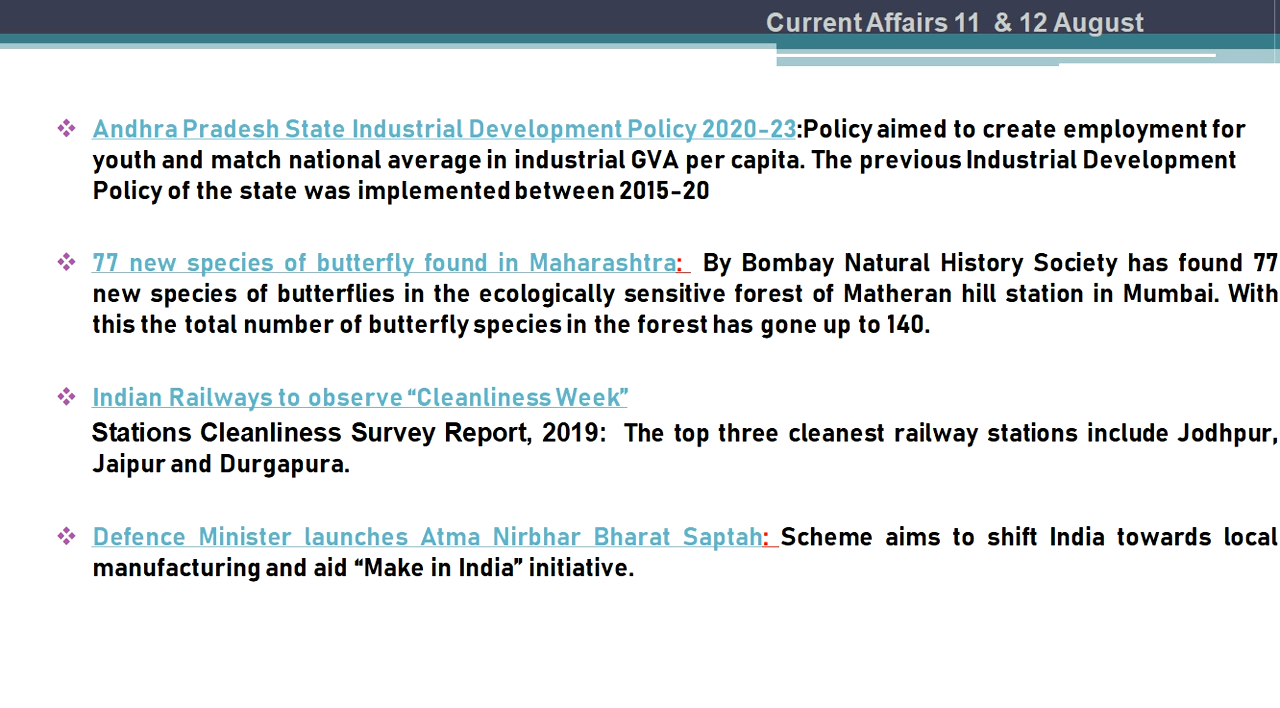 Current Affairs 11 & 12 August
❖ Andhra Pradesh State Industrial Development Policy 2020-23:Policy aimed to create employment for
youth and match national average in industrial GVA per capita. The previous Industrial Development
Policy of the state was implemented between 2015-20
❖ 77 new species of butterfly found in Maharashtra: By Bombay Natural History Society has found 77
new species of butterflies in the ecologically sensitive forest of Matheran hill station in Mumbai. With
this the total number of butterfly species in the forest has gone up to 140.
❖ Indian Railways to observe “Cleanliness Week”
Stations Cleanliness Survey Report, 2019: The top three cleanest railway stations include Jodhpur,
Jaipur and Durgapura.
❖ Defence Minister launches Atma Nirbhar Bharat Saptah: Scheme aims to shift India towards local
manufacturing and aid “Make in India” initiative.